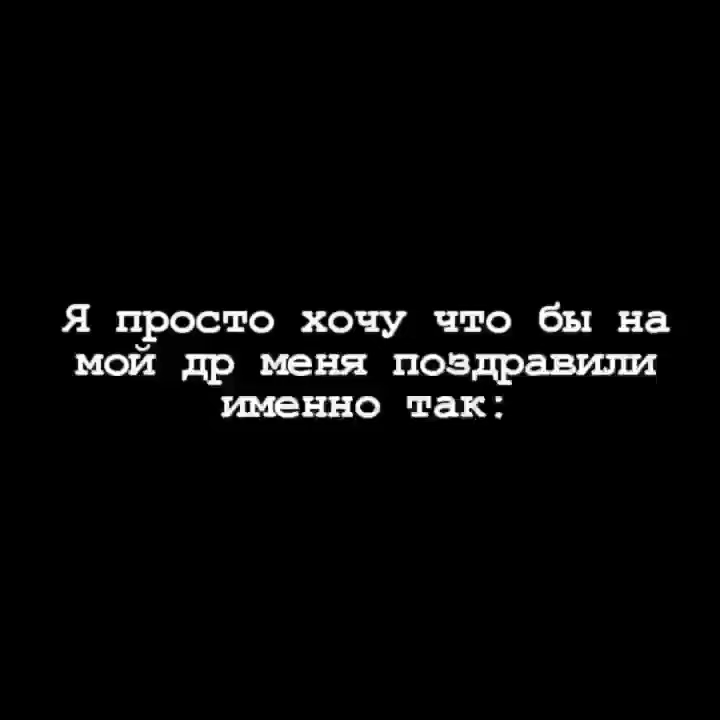 Я просто хочу что бы на
мой др меня поздравили
именно так: